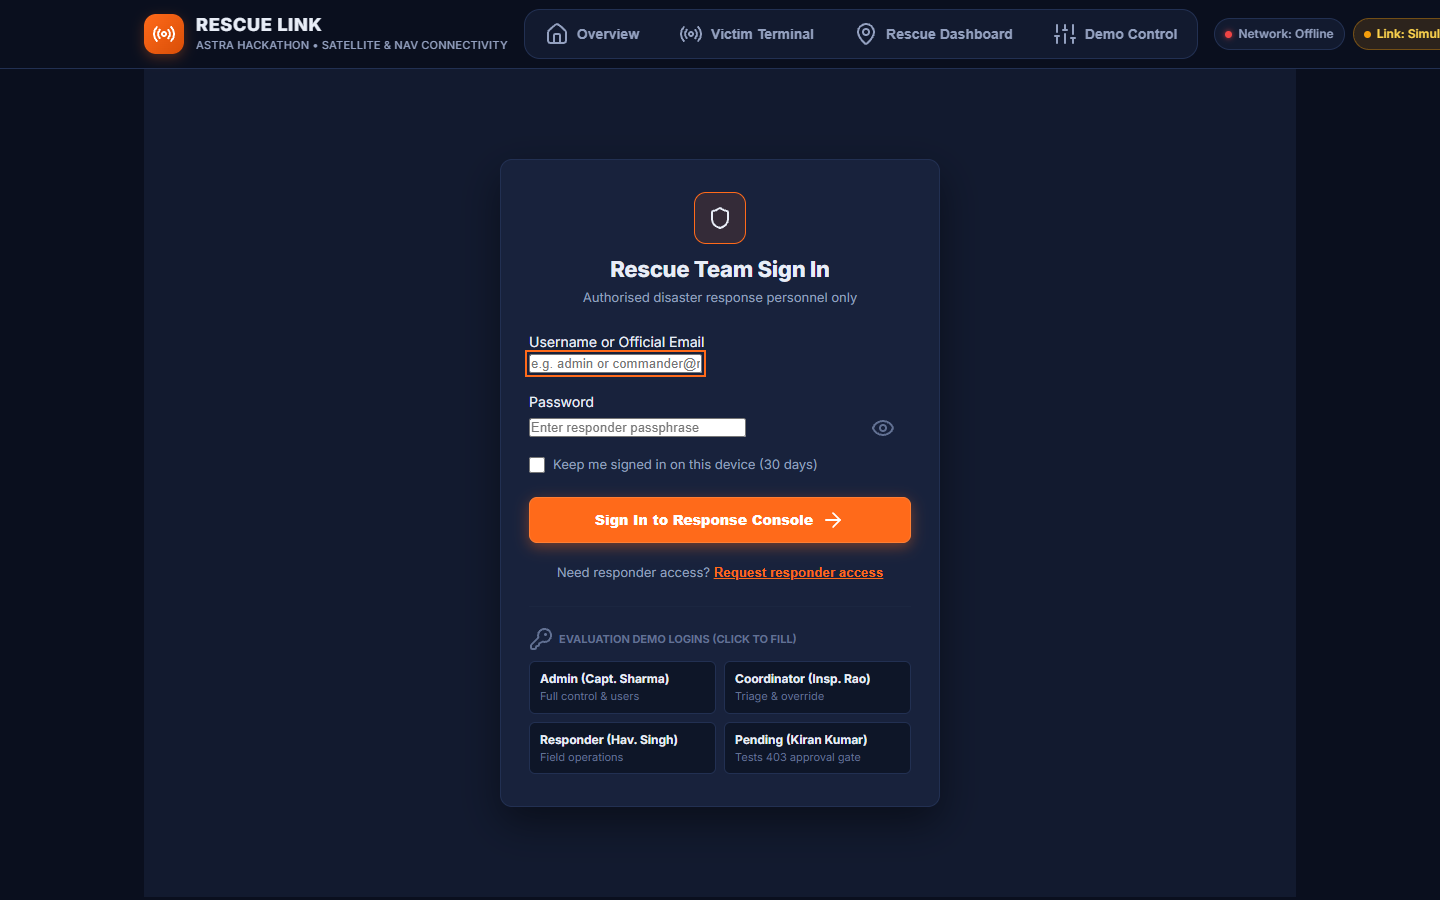 RESCUE LINK
ASTRA HACKATHON • SATELLITE & NAV CONNECTIVITY
Overview
Victim Terminal
Rescue Dashboard
Demo Control
Network: Offline
Link: Simul
Rescue Team Sign In
Authorised disaster response personnel only
Username or Official Email
e.g. admin or commander@r
Password
Enter responder passphrase
Keep me signed in on this device (30 days)
Sign In to Response Console
Need responder access? Request responder access
EVALUATION DEMO LOGINS (CLICK TO FILL)
Admin (Capt. Sharma)
Full control & users
Coordinator (Insp. Rao)
Triage & override
Responder (Hav. Singh)
Field operations
Pending (Kiran Kumar)
Tests 403 approval gate